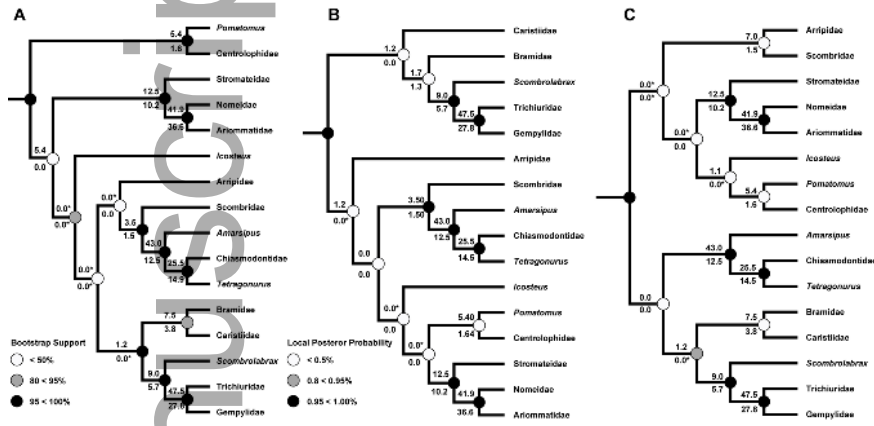 A
Pomatomus
5.4
1.6
Centrolophidae
Stromateidae
12.5
10.2
Nomeidae
41.9
36.6
Ariommatidae
5.4
0.0
Icosteus
Arripidae
0.0*
0.0*
0.0*
0.0
Scombridae
3.6
1.5
Amarsipus
43.0
12.5
Chiasmodontidae
25.5
14.9
Tetragonurus
0.0*
0.0*
Bramidae
7.5
3.8
Caristiidae
1.2
0.0*
Scombrolabrax
9.0
5.7
Trichiuridae
47.5
27.8
Gempylidae
Bootstrap Support
< 50%
80 < 95%
95 < 100%
B
Caristiidae
1.2
0.0
Bramidae
1.7
1.3
Scombrolabrax
9.0
5.7
Trichiuridae
47.5
27.8
Gempylidae
Arripidae
1.2
0.0
Scombridae
3.50
1.50
Amarsipus
43.0
12.5
Chiasmodontidae
25.5
14.5
Tetragonurus
0.0
0.0
Icosteus
0.0*
0.0
Pomatomus
5.40
1.64
Centrolophidae
0.0*
0.0
Stromateidae
12.5
10.2
Nomeidae
41.9
36.6
Ariommatidae
Local Posterior Probability
< 0.5%
0.8 < 0.95%
0.95 < 1.00%
C
Arripidae
7.0
1.5
Scombridae
0.0*
0.0*
Stromateidae
12.5
10.2
Nomeidae
41.9
36.6
Ariommatidae
0.0*
0.0
Icosteus
1.1
0.0*
Pomatomus
5.4
1.6
Centrolophidae
Amarsipus
43.0
12.5
Chiasmodontidae
25.5
14.5
Tetragonurus
0.0
0.0
Bramidae
7.5
3.8
Caristiidae
1.2
0.0*
Scombrolabrax
9.0
5.7
Trichiuridae
47.5
27.8
Gempylidae